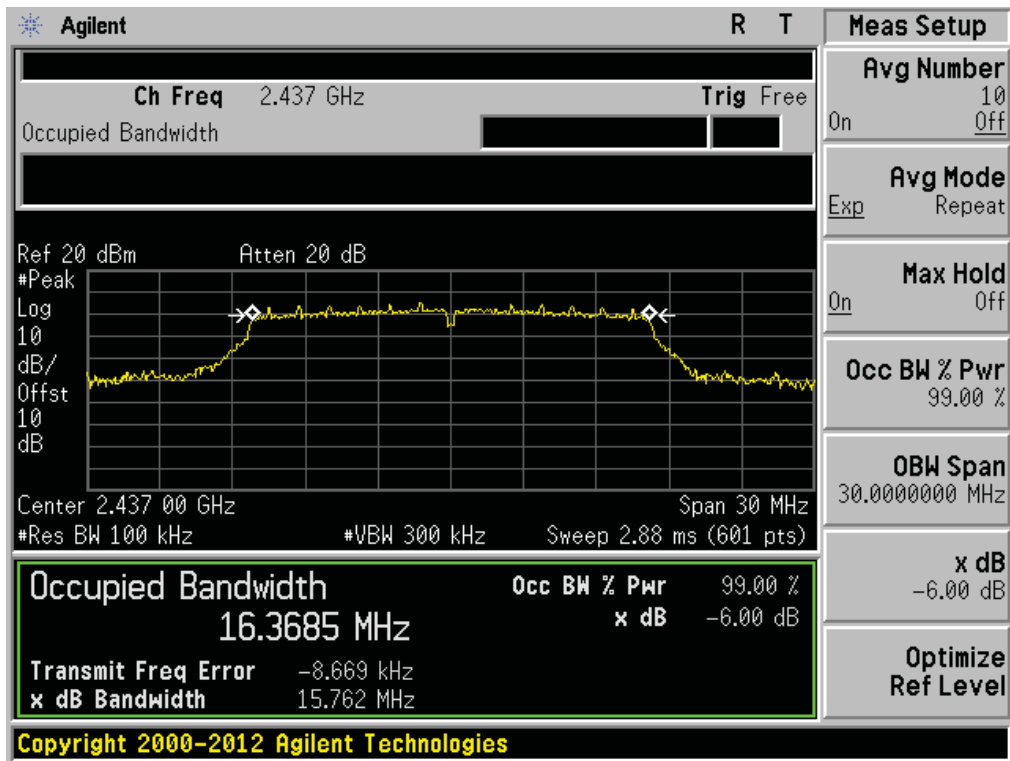 Agilent R T
Ch Freq 2.437 GHz Trig Free
Occupied Bandwidth
Ref 20 dBm Atten 20 dB
#Peak
Log
10
dB/
Offst
10
dB
Center 2.437 00 GHz Span 30 MHz
#Res BW 100 kHz #VBW 300 kHz Sweep 2.88 ms (601 pts)
Occupied Bandwidth Occ BW % Pwr 99.00 %
16.3685 MHz x dB -6.00 dB
Transmit Freq Error -8.669 kHz
x dB Bandwidth 15.762 MHz
Copyright 2000-2012 Agilent Technologies
Meas Setup
Avg Number
10
On Off
Avg Mode
Exp Repeat
Max Hold
On Off
Occ BW % Pwr
99.00 %
OBW Span
30.0000000 MHz
x dB
-6.00 dB
Optimize
Ref Level